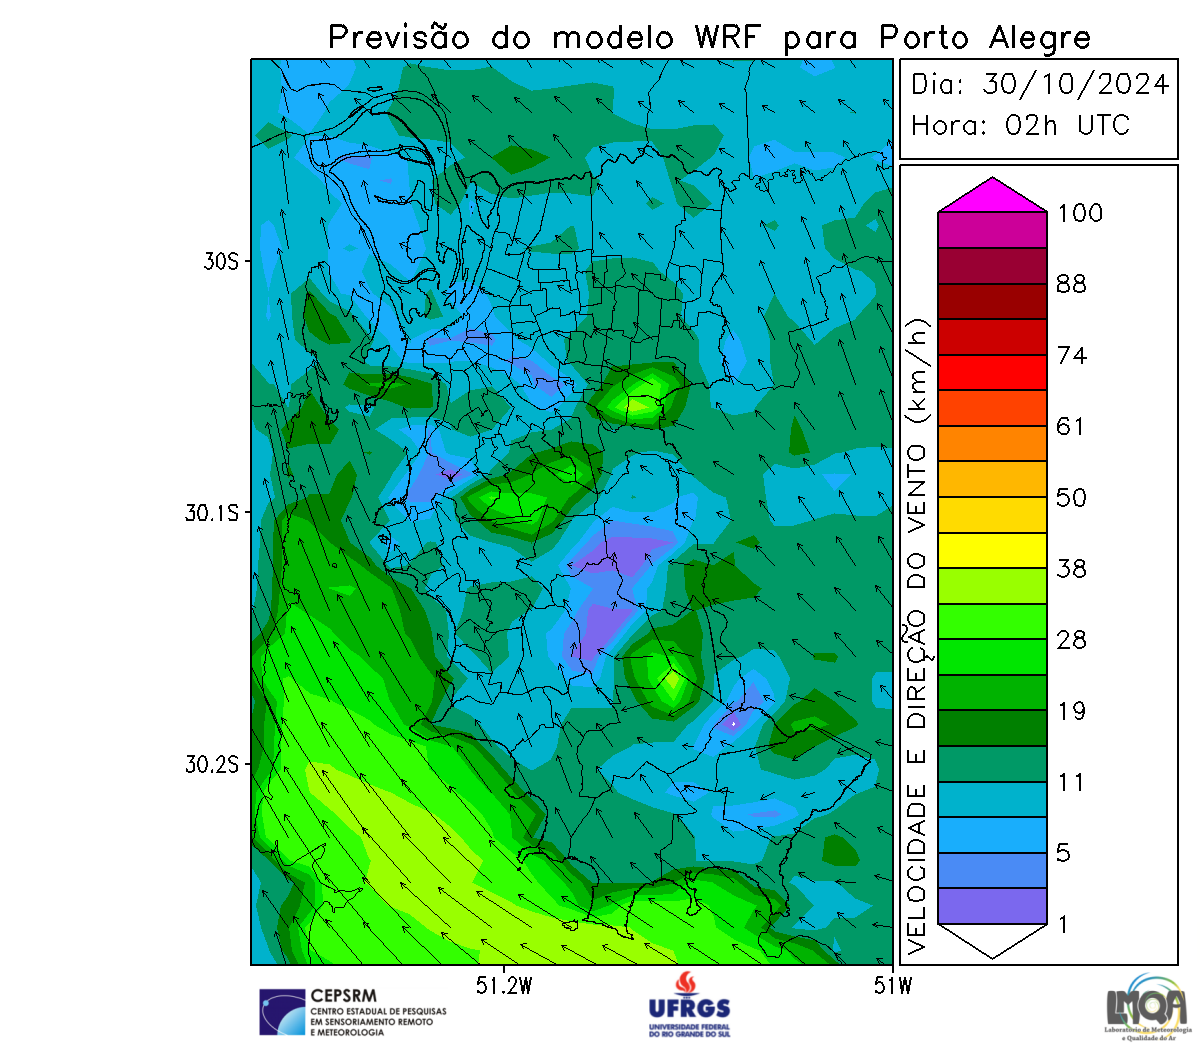 Previsão do modelo WRF para Porto Alegre
Dia: 30/10/2024
Hora: 02h UTC
30S
30.1S
30.2S
51.2W
51W
VELOCIDADE E DIREÇÃO DO VENTO (km/h)
100
88
74
61
50
38
28
19
11
5
1
CEPSRM
CENTRO ESTADUAL DE PESQUISAS
EM SENSORIAMENTO REMOTO
E METEOROLOGIA
UFRGS
UNIVERSIDADE FEDERAL
DO RIO GRANDE DO SUL
LMQA
Laboratório de Meteorologia
e Qualidade do Ar